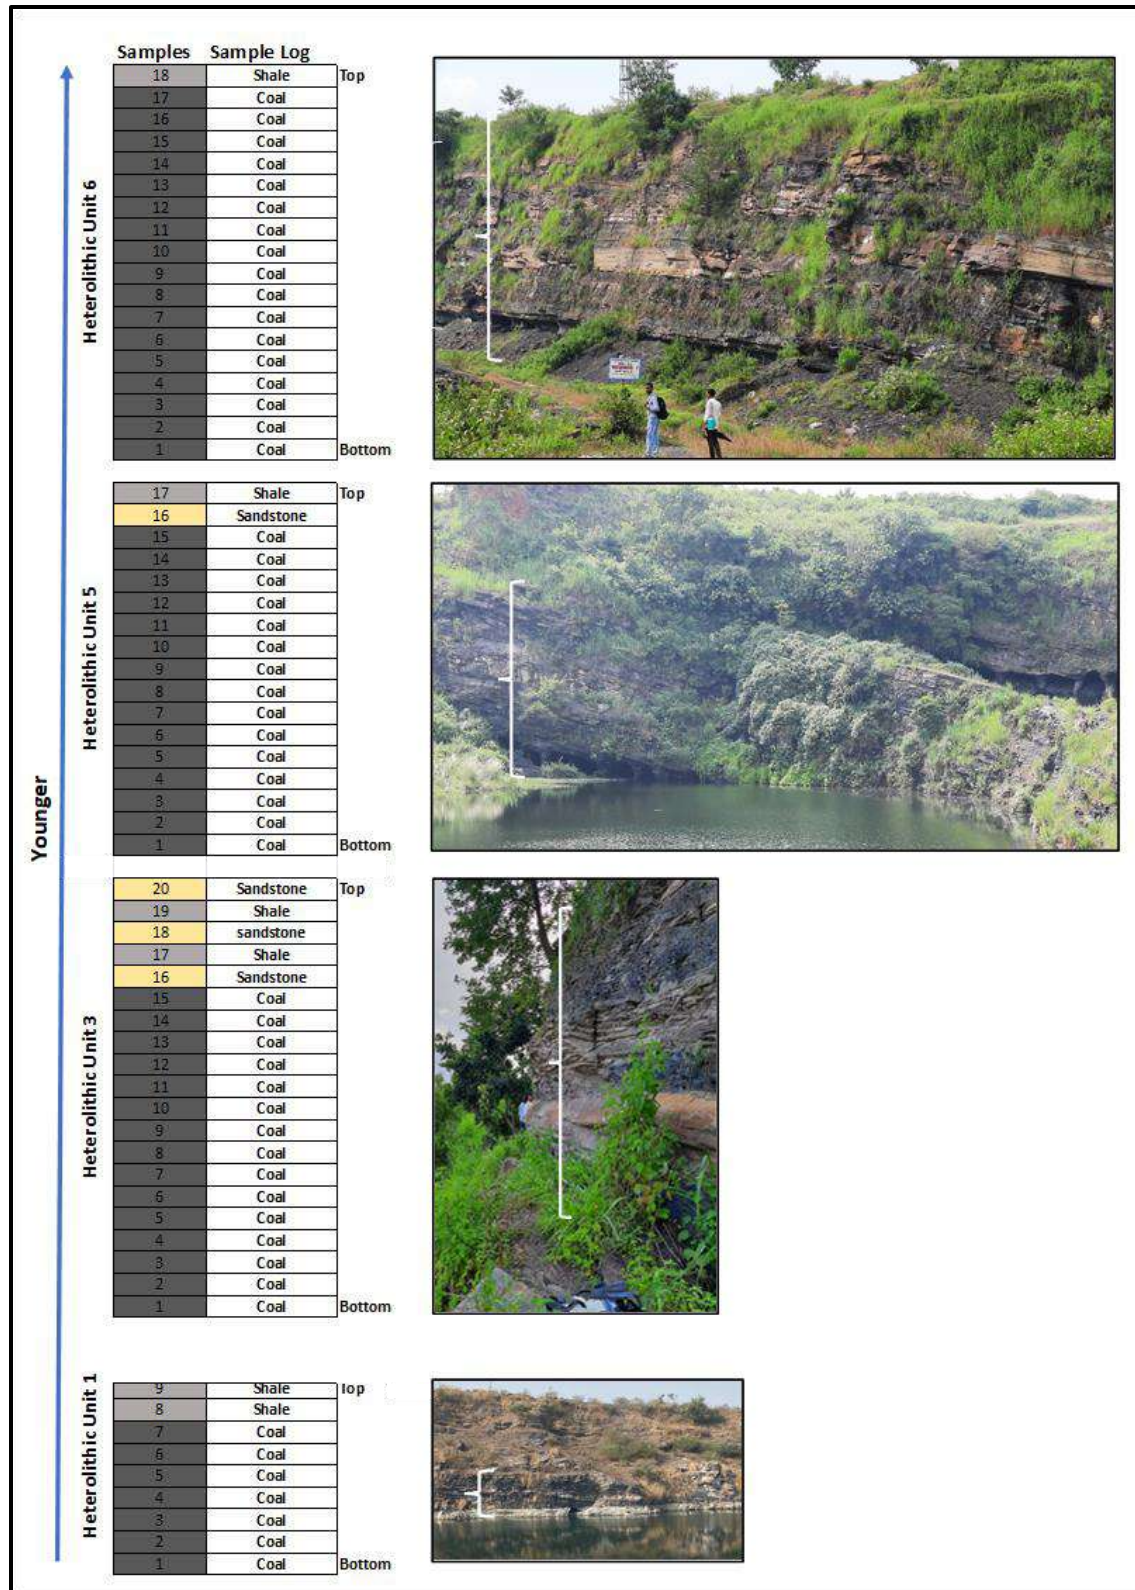 Samples Sample Log
18 Shale Top
17 Coal
16 Coal
15 Coal
14 Coal
13 Coal
12 Coal
11 Coal
10 Coal
9 Coal
8 Coal
7 Coal
6 Coal
5 Coal
4 Coal
3 Coal
2 Coal
1 Coal Bottom
Heterolithic Unit 6
17 Shale Top
16 Sandstone
15 Coal
14 Coal
13 Coal
12 Coal
11 Coal
10 Coal
9 Coal
8 Coal
7 Coal
6 Coal
5 Coal
4 Coal
3 Coal
2 Coal
1 Coal Bottom
Heterolithic Unit 5
Younger
20 Sandstone Top
19 Shale
18 sandstone
17 Shale
16 Sandstone
15 Coal
14 Coal
13 Coal
12 Coal
11 Coal
10 Coal
9 Coal
8 Coal
7 Coal
6 Coal
5 Coal
4 Coal
3 Coal
2 Coal
1 Coal Bottom
Heterolithic Unit 3
9 Shale Top
8 Shale
7 Coal
6 Coal
5 Coal
4 Coal
3 Coal
2 Coal
1 Coal Bottom
Heterolithic Unit 1